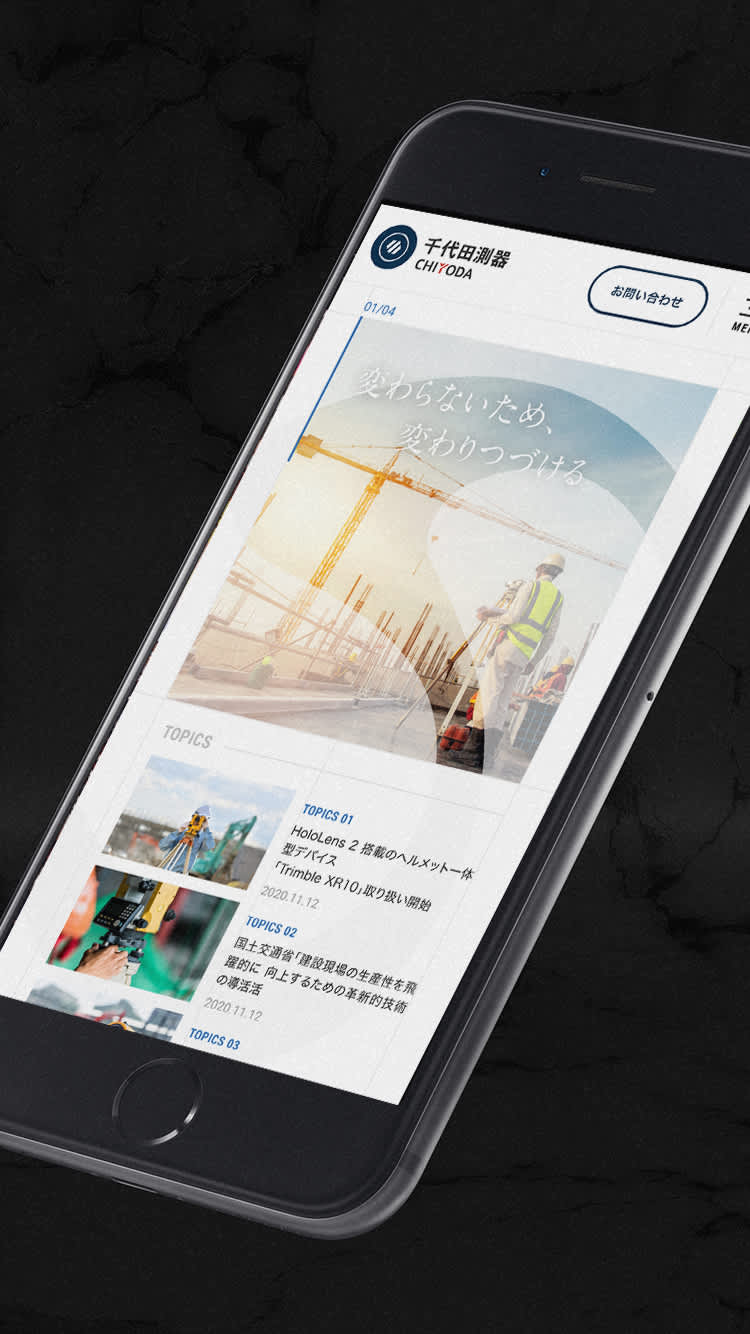 千代田測器
CHIYODA
お問い合わせ
01/04
変わらないため、
変わりつづける
TOPICS
TOPICS 01
HoloLens 2 搭載のヘルメット一体
型デバイス
「Trimble XR10」取り扱い開始
2020.11.12
TOPICS 02
国土交通省「建設現場の生産性を飛
躍的に 向上するための革新的技術
の導活活
2020.11.12
TOPICS 03